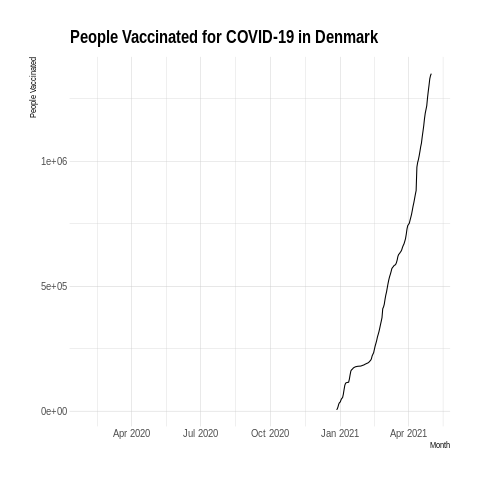 People Vaccinated for COVID-19 in Denmark
People Vaccinated
1e+06
5e+05
0e+00
Apr 2020 Jul 2020 Oct 2020 Jan 2021 Apr 2021
Month